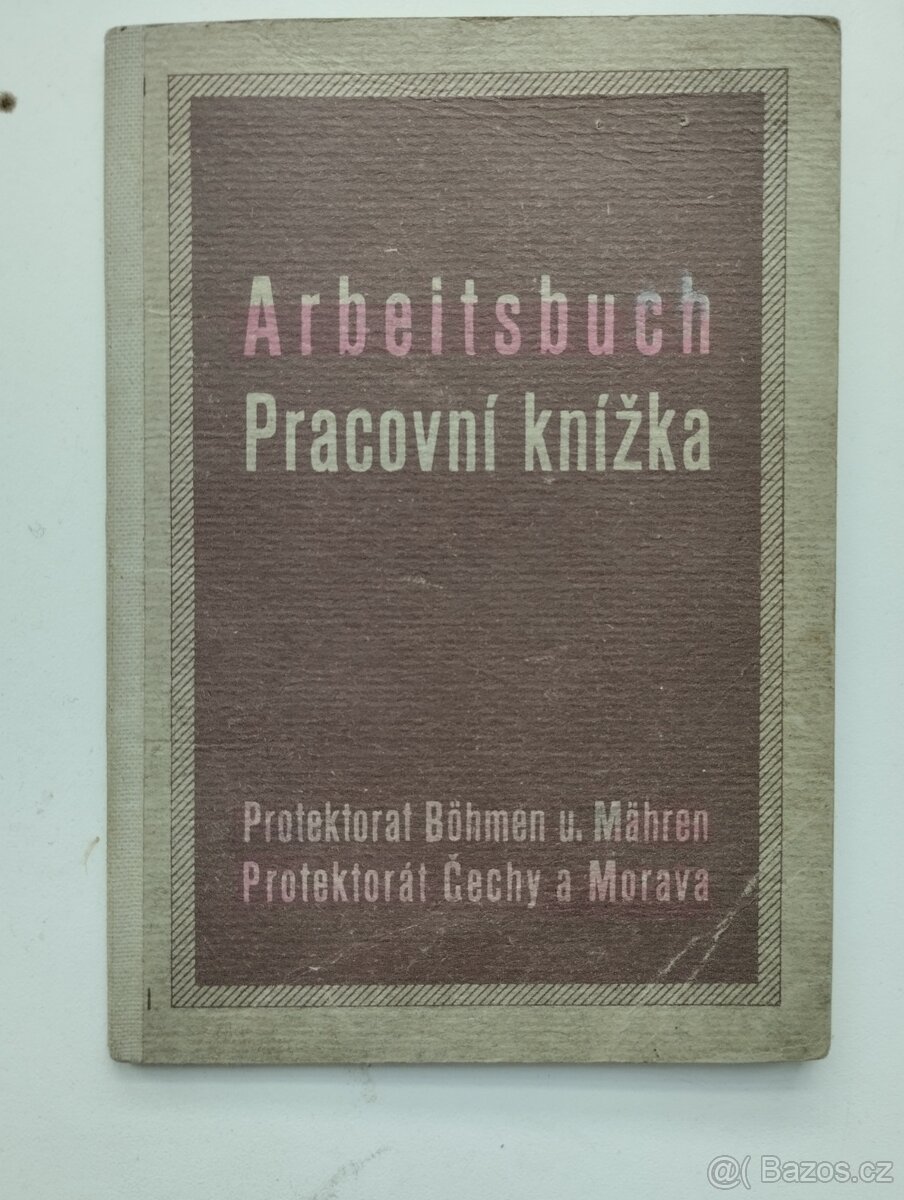 Arbeitsbuch
Pracovní knížka
Protektorat Böhmen u. Mähren
Protektorát Čechy a Morava
@( Bazos.cz